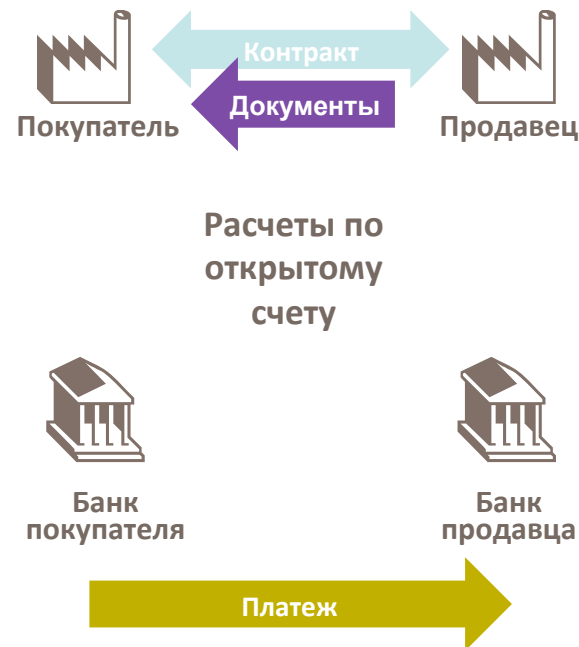 Контракт
Документы
Покупатель
Продавец
Расчеты по
открытому
счету
Банк
покупателя
Банк
продавца
Платеж